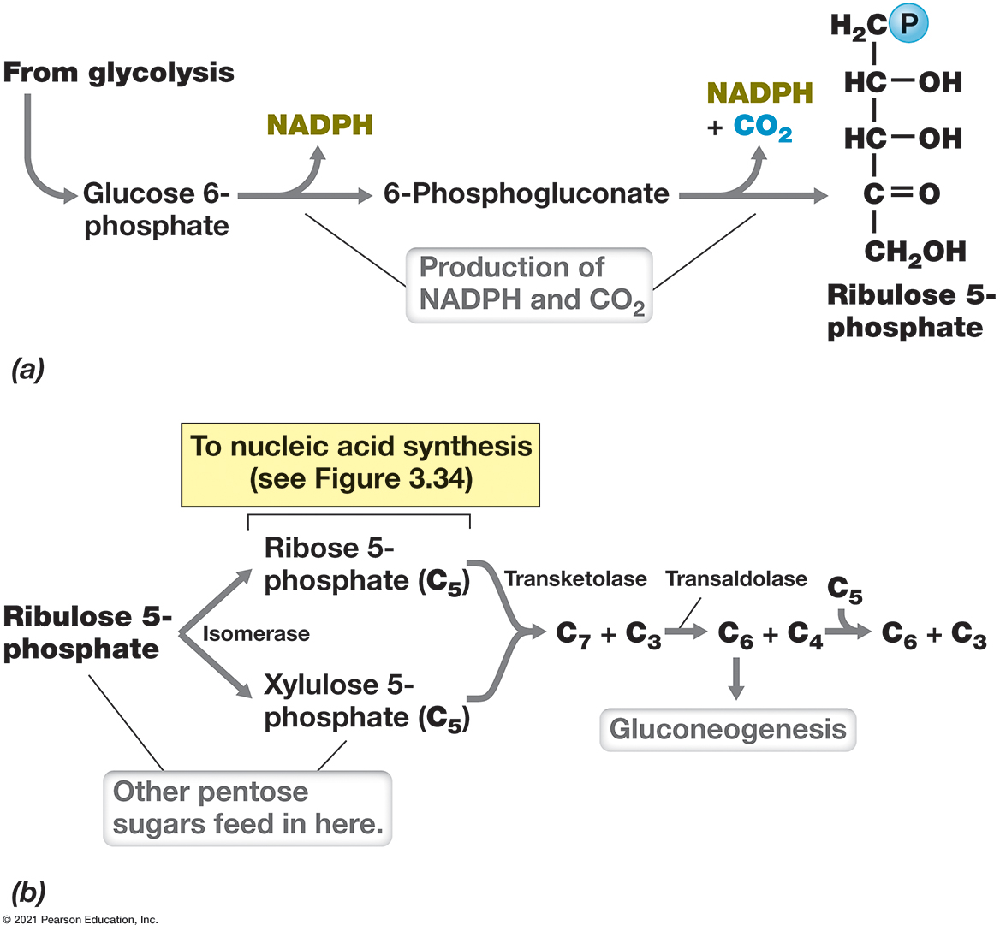 From glycolysis
Glucose 6-
phosphate
NADPH
6-Phosphogluconate
NADPH
+ CO₂
Production of
NADPH and CO₂
H₂C P
HC—OH
HC—OH
C=O
CH₂OH
Ribulose 5-
phosphate
(a)
To nucleic acid synthesis
(see Figure 3.34)
Ribulose 5-
phosphate
Isomerase
Ribose 5-
phosphate (C₅)
Xylulose 5-
phosphate (C₅)
Other pentose
sugars feed in here.
Transketolase
C₇ + C₃
Transaldolase
C₆ + C₄
C₅
C₆ + C₃
Gluconeogenesis
(b)
© 2021 Pearson Education, Inc.